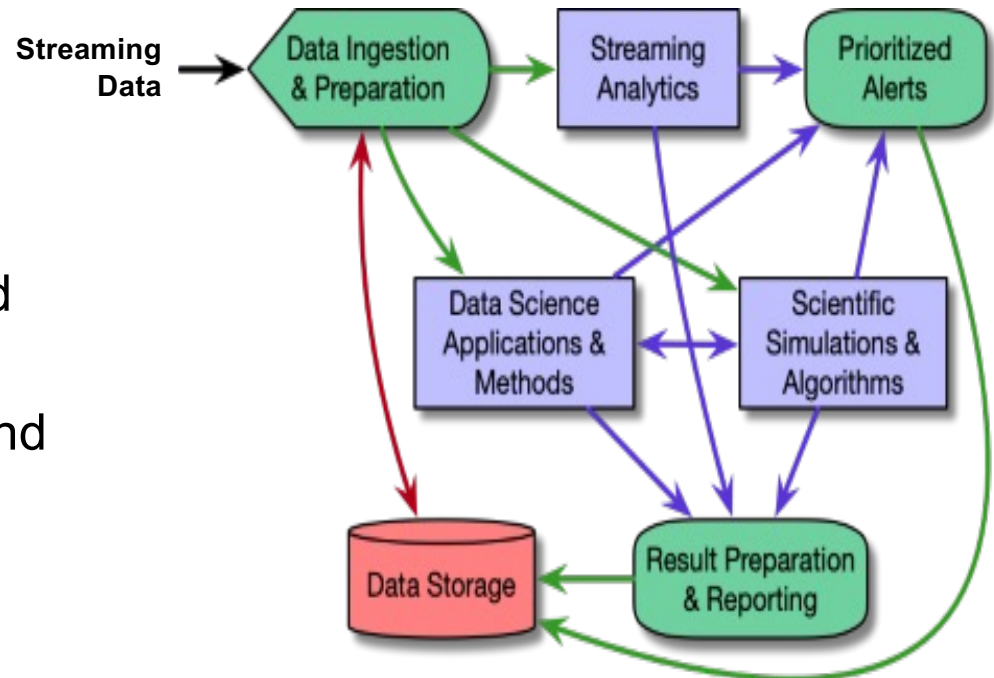 Streaming
Data
Data Ingestion
& Preparation
Streaming
Analytics
Prioritized
Alerts
d
nd
Data Science
Applications &
Methods
Scientific
Simulations &
Algorithms
Data Storage
Result Preparation
& Reporting